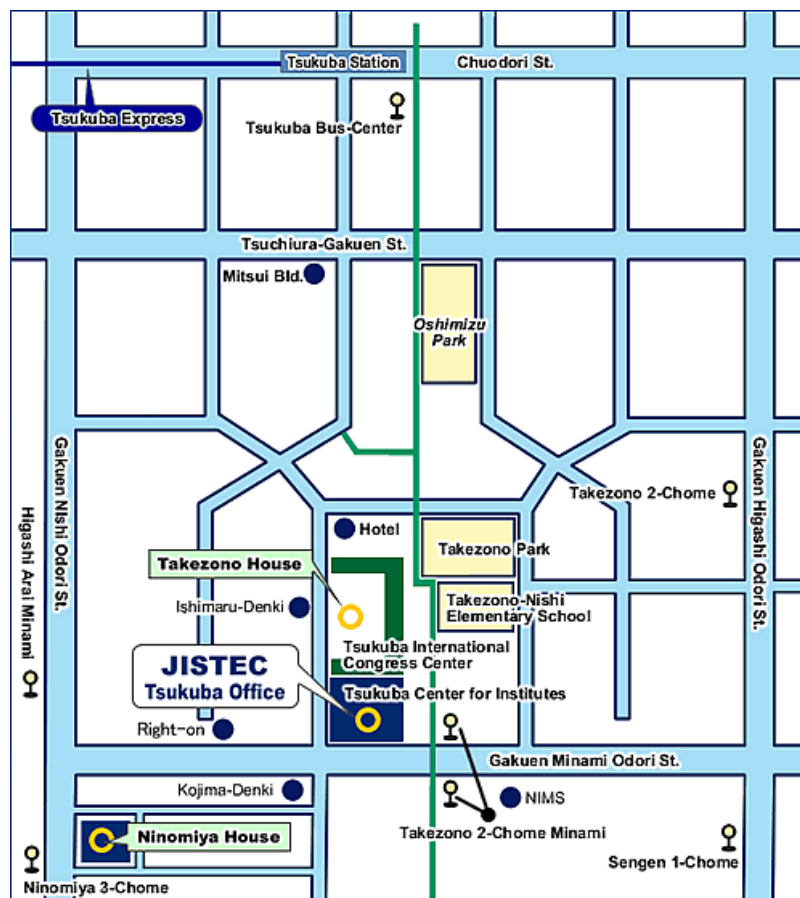 Tsukuba Station
Chuodori St.
Tsukuba Express
Tsukuba Bus-Center
Tsuchiura-Gakuen St.
Mitsui Bld.
Oshimizu
Park
Gakuen Nishi Odori St.
Gakuen Higashi Odori St.
Takezono 2-Chome
Higashi Arai Minami
Hotel
Takezono Park
Takezono House
Ishimaru-Denki
Takezono-Nishi
Elementary School
Tsukuba International
Congress Center
JISTEC
Tsukuba Office
Tsukuba Center for Institutes
Right-on
Gakuen Minami Odori St.
Kojima-Denki
NIMS
Takezono 2-Chome Minami
Ninomiya House
Sengen 1-Chome
Ninomiya 3-Chome